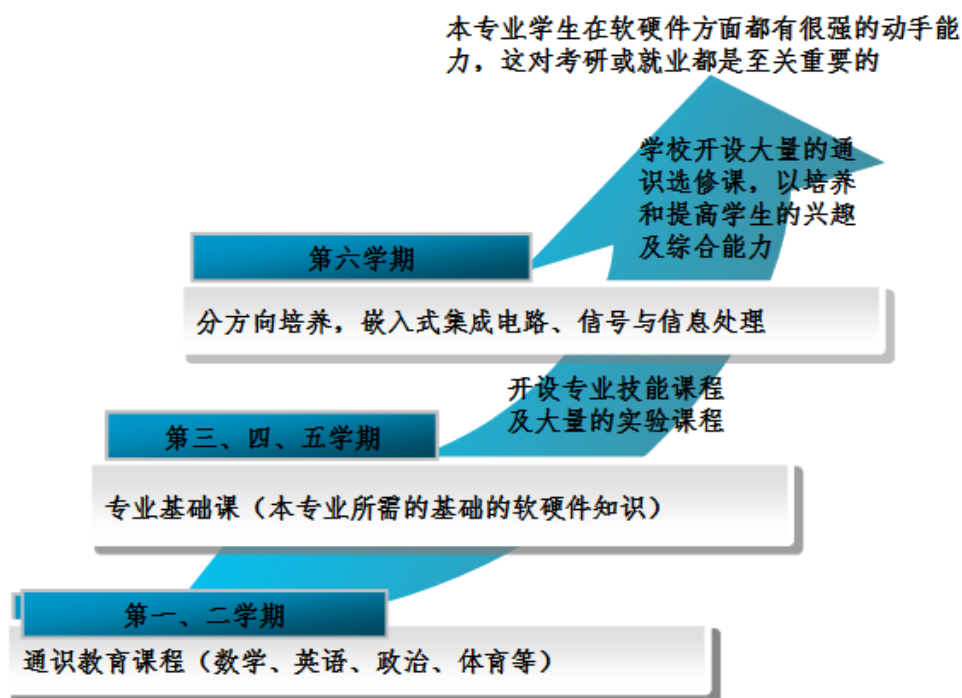 本专业学生在软硬件方面都有很强的动手能
力，这对考研或就业都是至关重要的
学校开设大量的通
识选修课，以培养
和提高学生的兴趣
及综合能力
第六学期
分方向培养，嵌入式集成电路、信号与信息处理
开设专业技能课程
及大量的实验课程
第三、四、五学期
专业基础课（本专业所需的基础的软硬件知识）
第一、二学期
通识教育课程（数学、英语、政治、体育等）